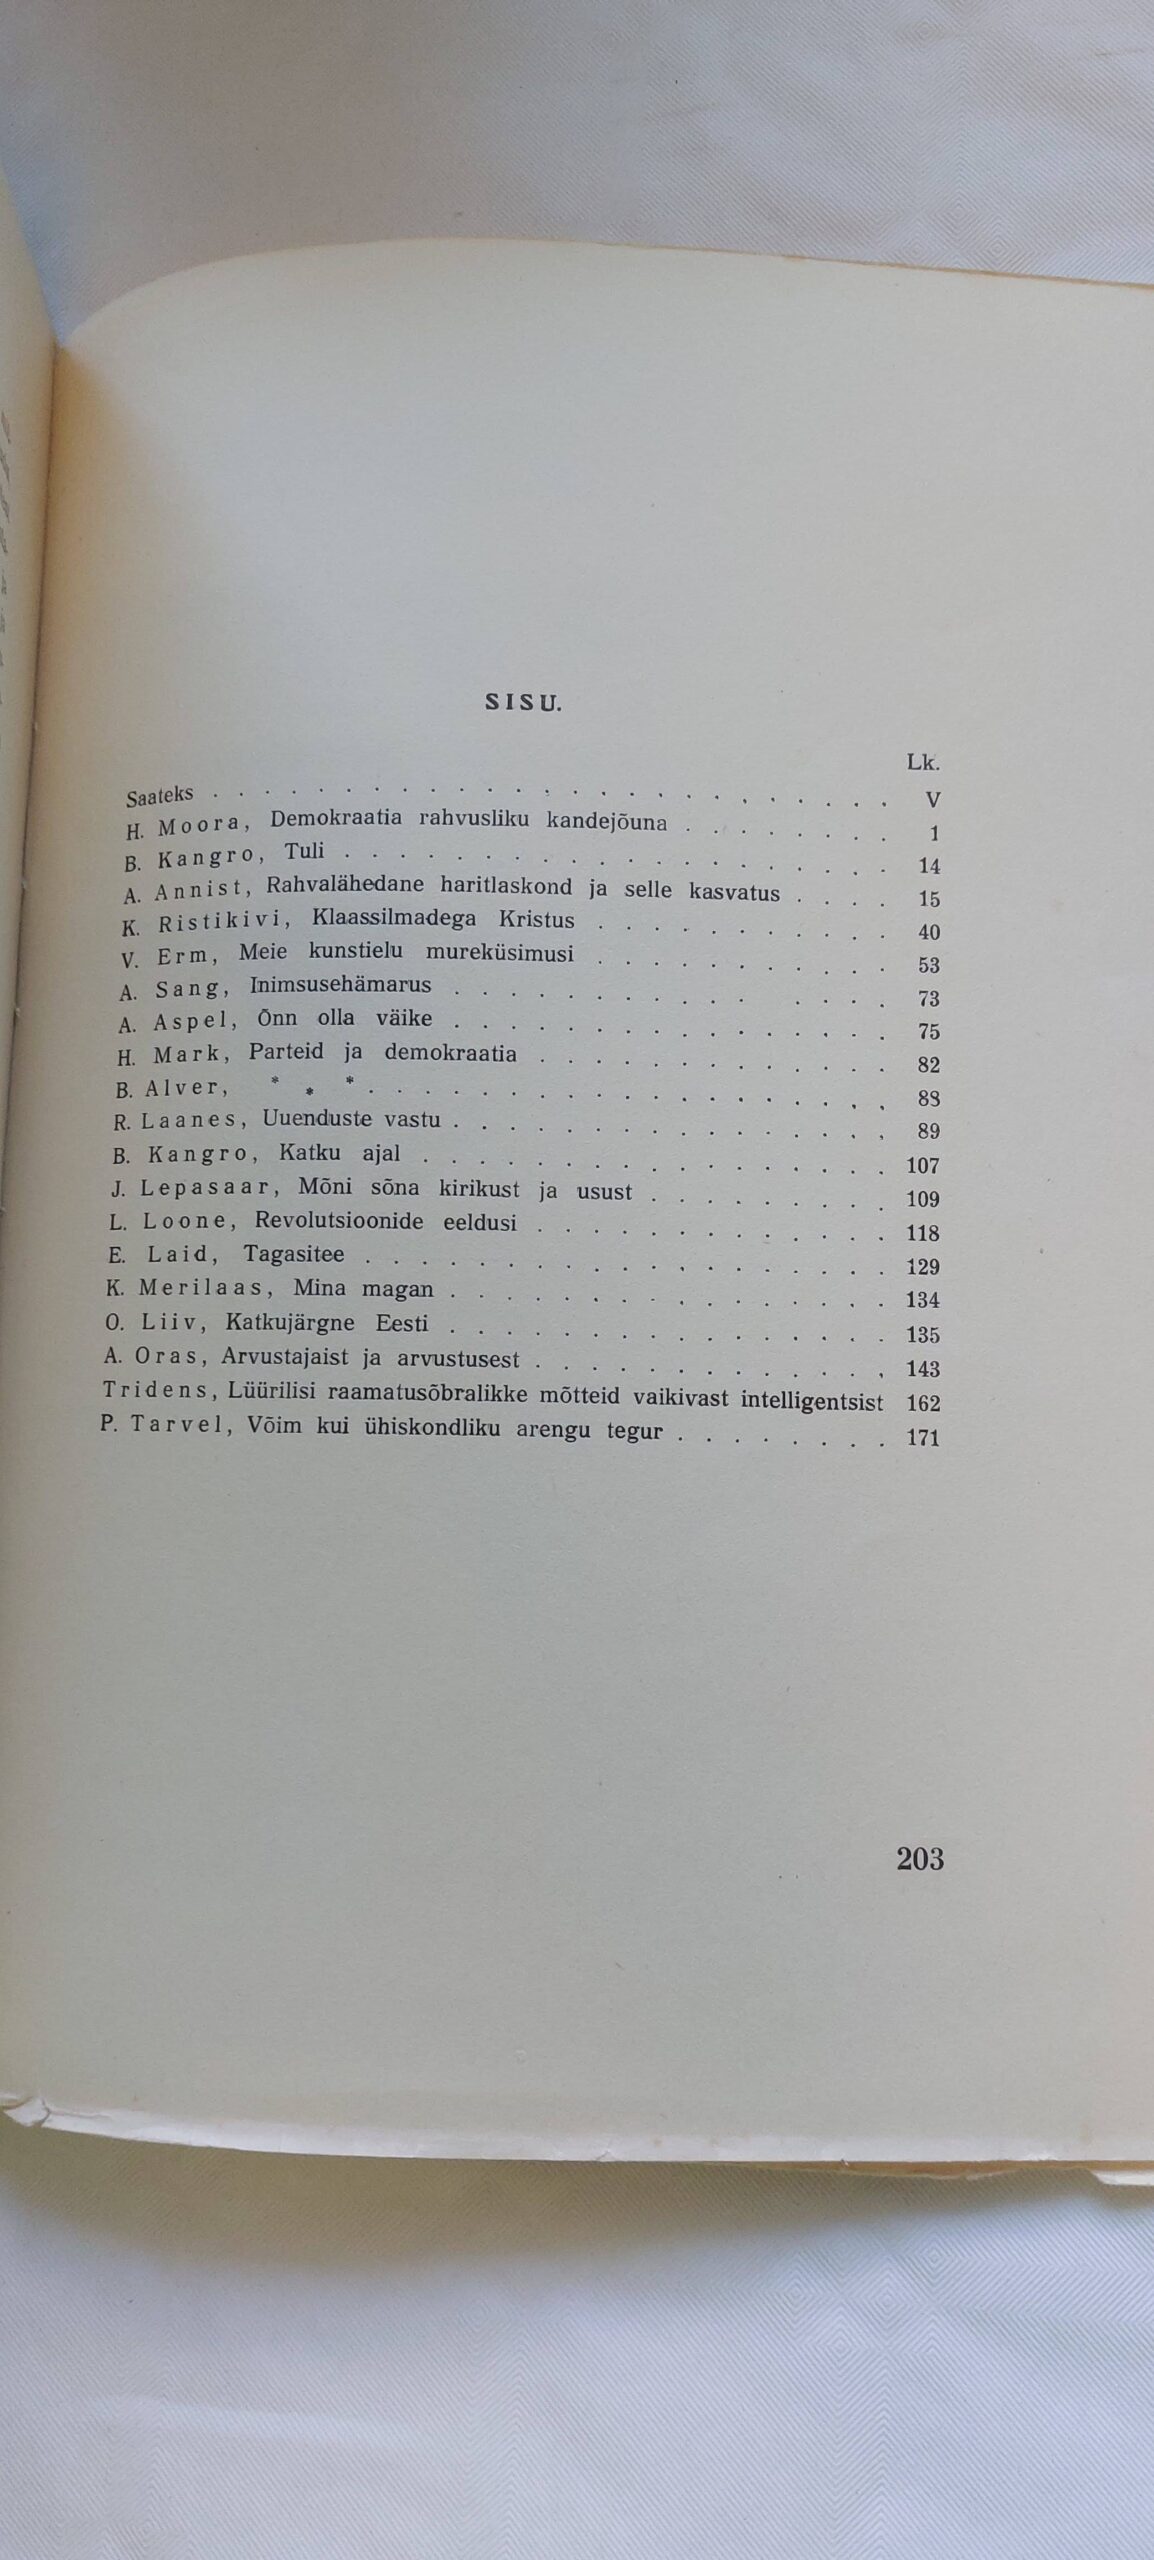 SISU.
Lk.
Saateks . . . . . . . . . . . . . . . . . . . . . . . . . V
H. Moora, Demokraatia rahvusliku kandejõuna . . . . . . . . 1
B. Kangro, Tuli . . . . . . . . . . . . . . . . . . . . 14
A. Annist, Rahvalähedane haritlaskond ja selle kasvatus . . . . 15
K. Ristikivi, Klaassilmadega Kristus . . . . . . . . . . . 40
V. Erm, Meie kunstielu mureküsimusi . . . . . . . . . . . 53
A. Sang, Inimsusehämarus . . . . . . . . . . . . . . . 73
A. Aspel, Õnn olla väike . . . . . . . . . . . . . . . . 75
H. Mark, Parteid ja demokraatia . . . . . . . . . . . . . 82
B. Alver, * * * . . . . . . . . . . . . . . . . . . . 88
R. Laanes, Uuenduste vastu . . . . . . . . . . . . . . . . 89
B. Kangro, Katku ajal . . . . . . . . . . . . . . . . . 107
J. Lepasaar, Mõni sõna kirikust ja usust . . . . . . . . . 109
L. Loone, Revolutsioonide eeldusi . . . . . . . . . . . . . 118
E. Laid, Tagasitee . . . . . . . . . . . . . . . . . . . 129
K. Merilaas, Mina magan . . . . . . . . . . . . . . . . 134
O. Liiv, Katkujärgne Eesti . . . . . . . . . . . . . . . . 135
A. Oras, Arvustajaist ja arvustusest . . . . . . . . . . . . . 143
Tridens, Lüürilisi raamatusõbralikke mõtteid vaikivast intelligentsist 162
P. Tarvel, Võim kui ühiskondliku arengu tegur . . . . . . . . 171
203